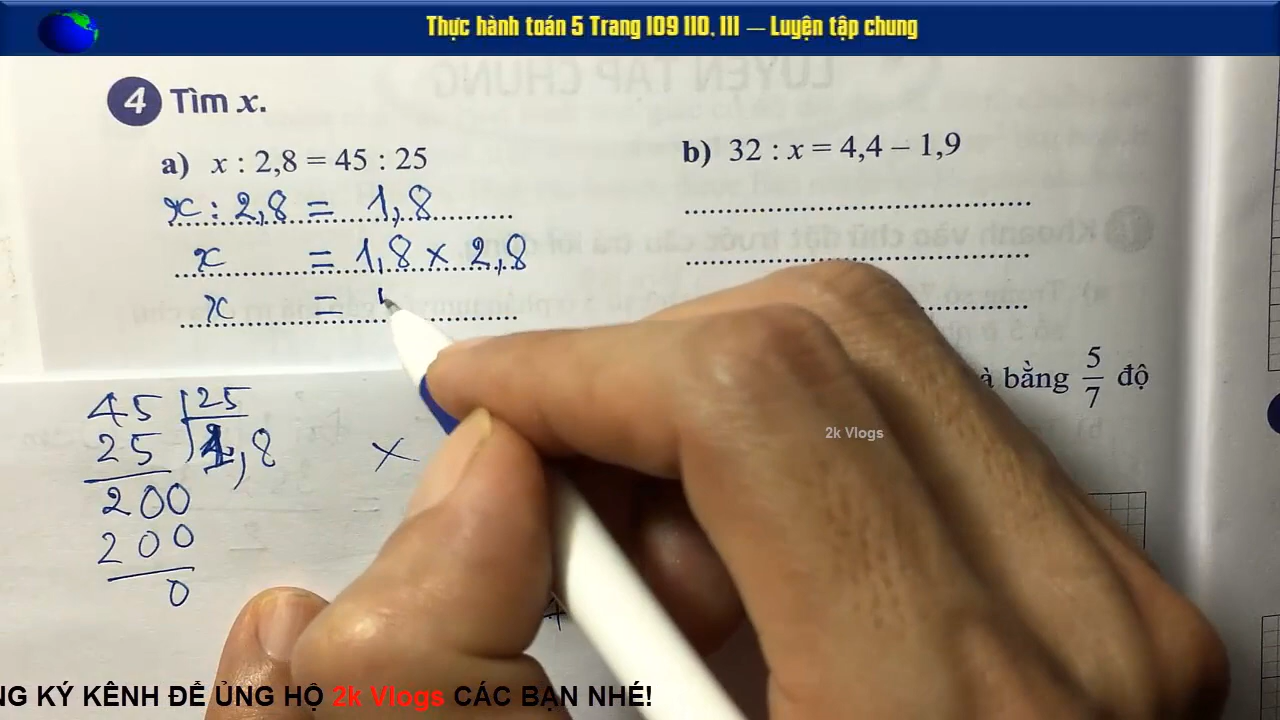 Thực hành toán 5 Trang 109 110, 111 – Luyện tập chung
4 Tìm x.
a) x : 2,8 = 45 : 25
x : 2,8 = 1,8
x = 1,8 × 2,8
x =
b) 32 : x = 4,4 – 1,9
bằng 5/7 độ
45 25
25 1,8
200
200
0
×
4
2k Vlogs
KÝ KÊNH ĐỂ ỦNG HỘ 2k Vlogs CÁC BẠN NHÉ!